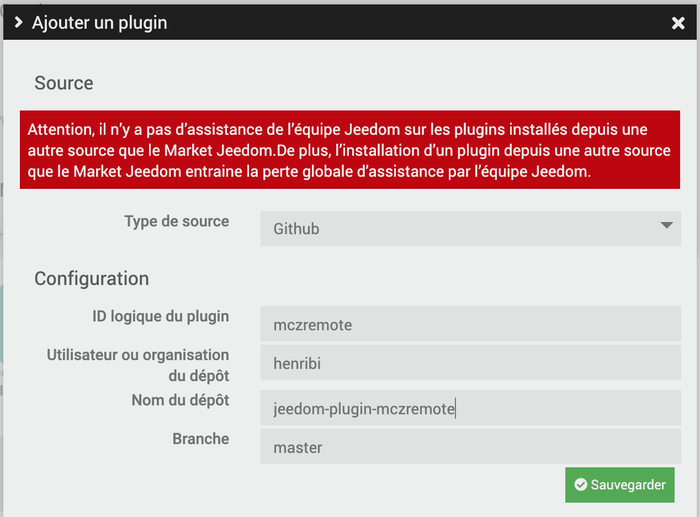 Ajouter un plugin
Source
Attention, il n'y a pas d'assistance de l'équipe Jeedom sur les plugins installés depuis une
autre source que le Market Jeedom.De plus, l'installation d'un plugin depuis une autre source
que le Market Jeedom entraine la perte globale d'assistance par l'équipe Jeedom.
Type de source
Github
Configuration
ID logique du plugin
mczremote
Utilisateur ou organisation
du dépôt
henribi
Nom du dépôt
jeedom-plugin-mczremote
Branche
master
Sauvegarder